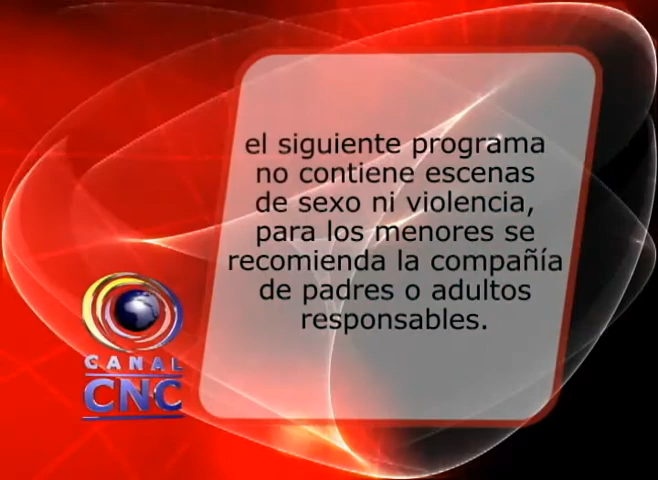 el siguiente programa
no contiene escenas
de sexo ni violencia,
para los menores se
recomienda la compañía
de padres o adultos
responsables.
CANAL
CNC